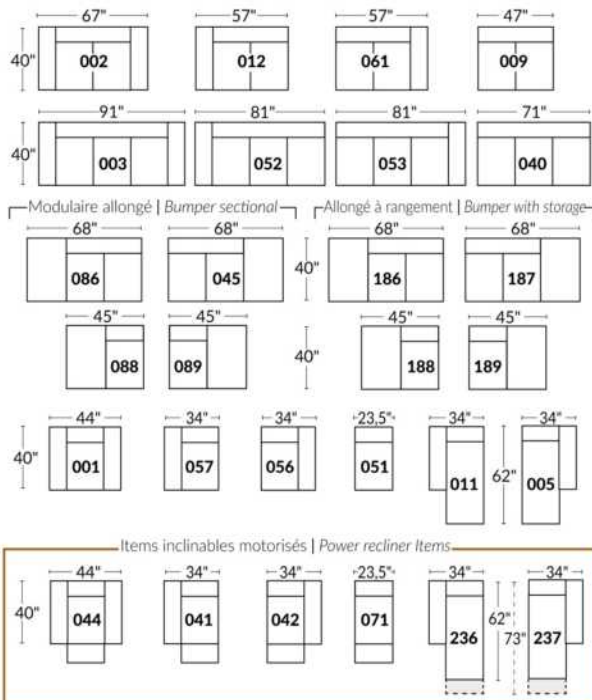 67" 57" 57" 47"
40" 002 012 061 009
91" 81" 81" 71"
40" 003 052 053 040
Modulaire allongé | Bumper sectional Allongé à rangement | Bumper with storage
68" 68" 68" 68"
086 045 40" 186 187
45" 45" 45" 45"
088 089 40" 188 189
44" 34" 34" 23,5" 34" 34"
40" 001 057 056 051 011 62" 005
Items inclinables motorisés | Power recliner Items
44" 34" 34" 23,5" 34" 34"
40" 044 041 042 071 236 62" 73" 237